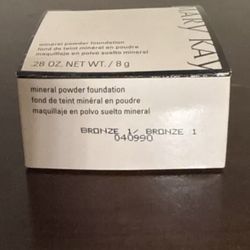 MARY KAY
mineral powder foundation
fond de teint minéral en poudre
maquillaje en polvo suelto mineral
.28 OZ. NET WT. / 8 g
mineral powder foundation
fond de teint minéral en poudre
maquillaje en polvo suelto mineral
BRONZE 1/ BRONZE 1
040990